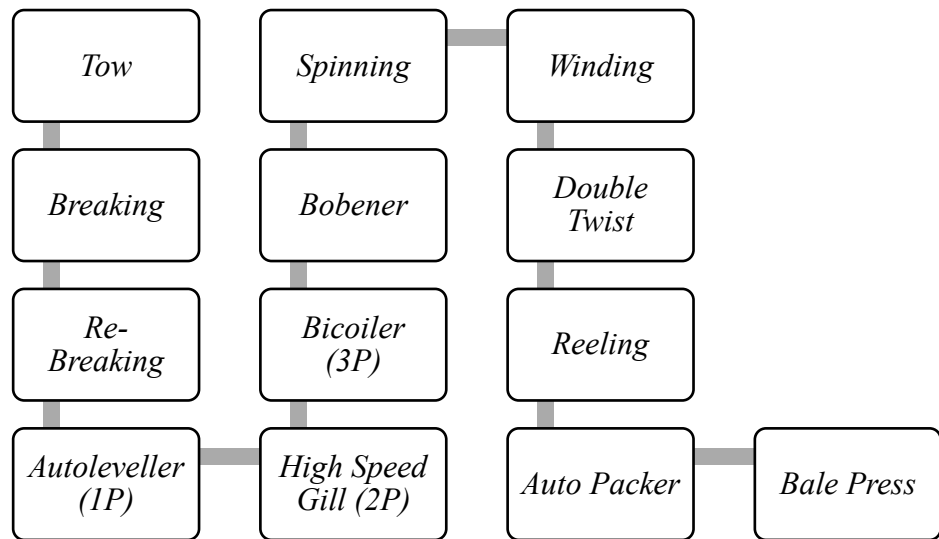 Tow
Breaking
Re-
Breaking
Autoleveller
(1P)
High Speed
Gill (2P)
Bicoiler
(3P)
Bobener
Spinning
Winding
Double
Twist
Reeling
Auto Packer
Bale Press